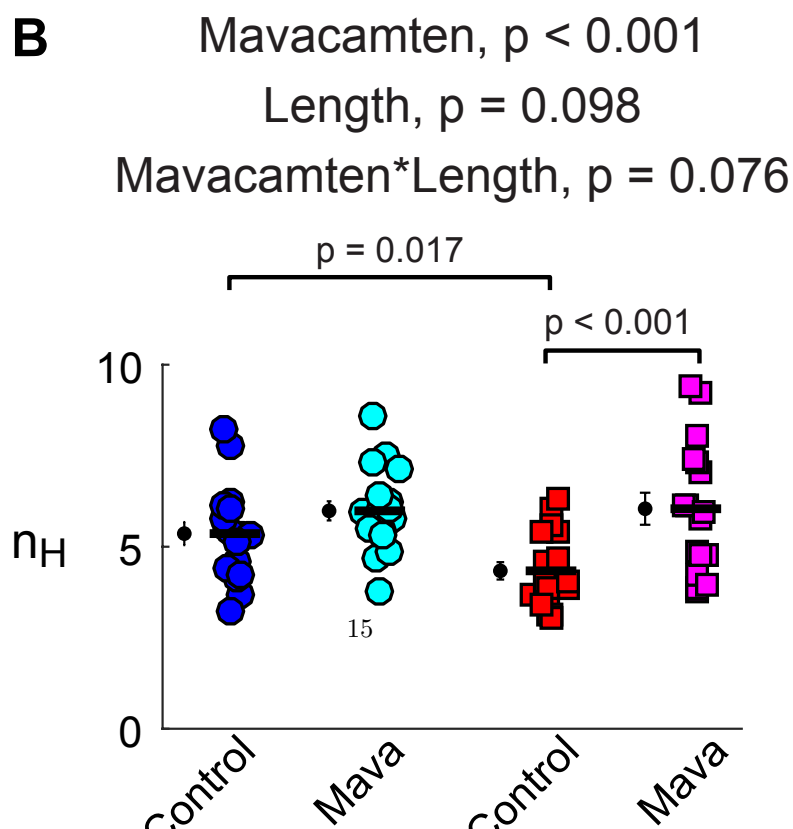 B
Mavacamten, p < 0.001
Length, p = 0.098
Mavacamten*Length, p = 0.076
p = 0.017
p < 0.001
10
5
0
nH
15
Control
Mava
Control
Mava